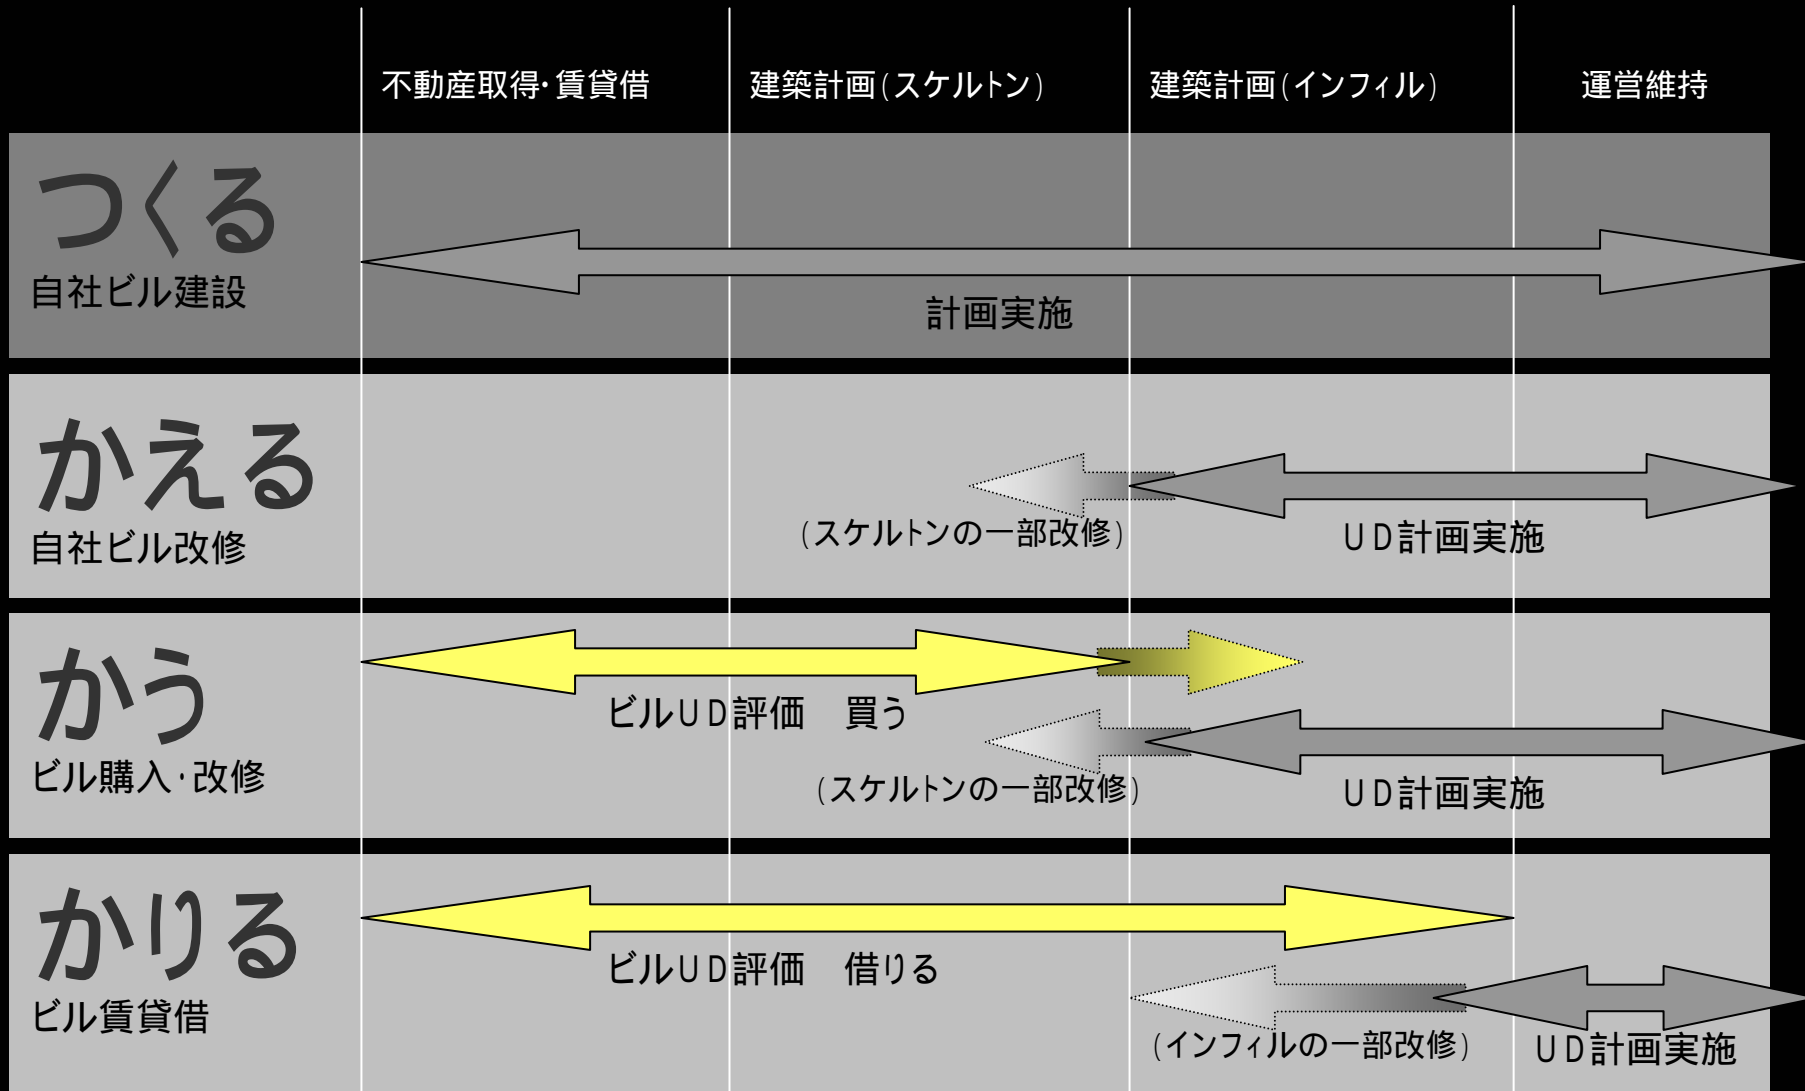 不動産取得・賃貸借
建築計画(スケルトン)
建築計画(インフィル)
運営維持
つくる
自社ビル建設
計画実施
かえる
自社ビル改修
(スケルトンの一部改修)
UD計画実施
かう
ビル購入・改修
ビルUD評価　買う
(スケルトンの一部改修)
UD計画実施
かりる
ビル賃貸借
ビルUD評価　借りる
(インフィルの一部改修)
UD計画実施